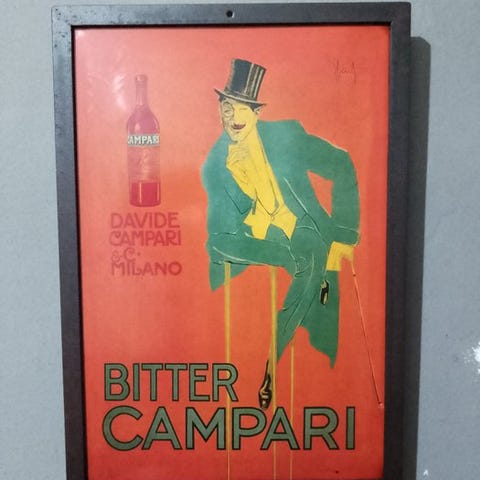 CAMPARI
DAVIDE
CAMPARI
& C.
MILANO
BITTER
CAMPARI